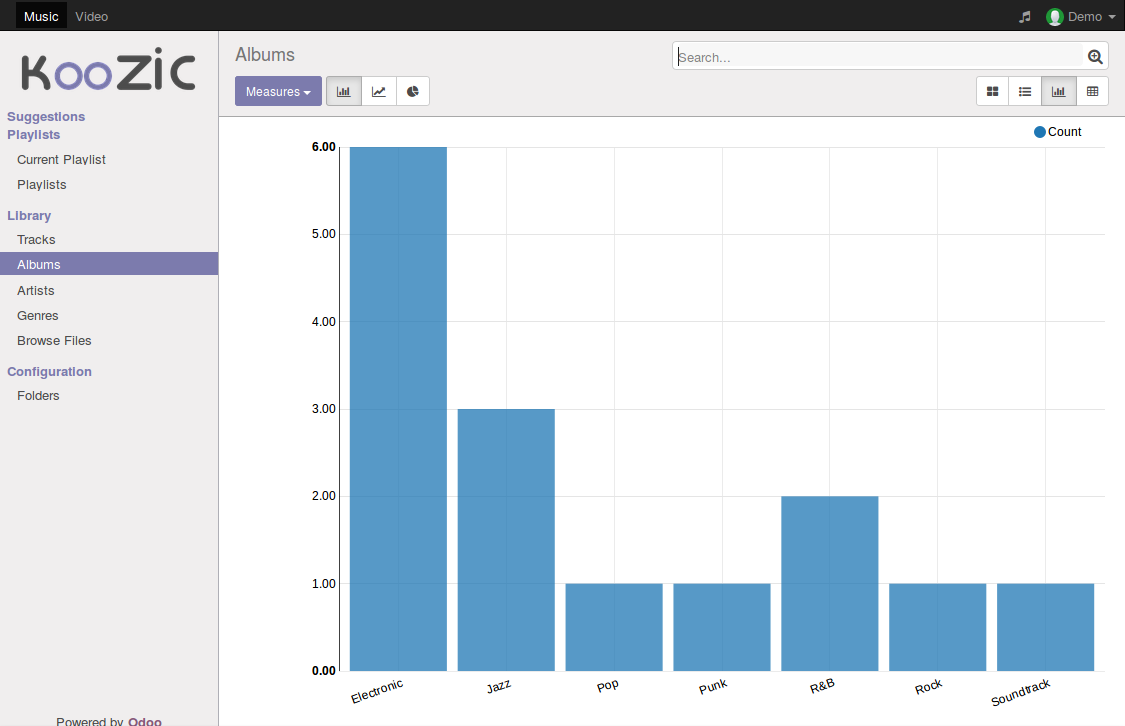 Music Video Demo
KooZic
Suggestions
Playlists
Current Playlist
Playlists
Library
Tracks
Albums
Artists
Genres
Browse Files
Configuration
Folders
Powered by Odoo
Albums
Search...
Measures
Count
6.00
5.00
4.00
3.00
2.00
1.00
0.00
Electronic Jazz Pop Punk R&B Rock Soundtrack